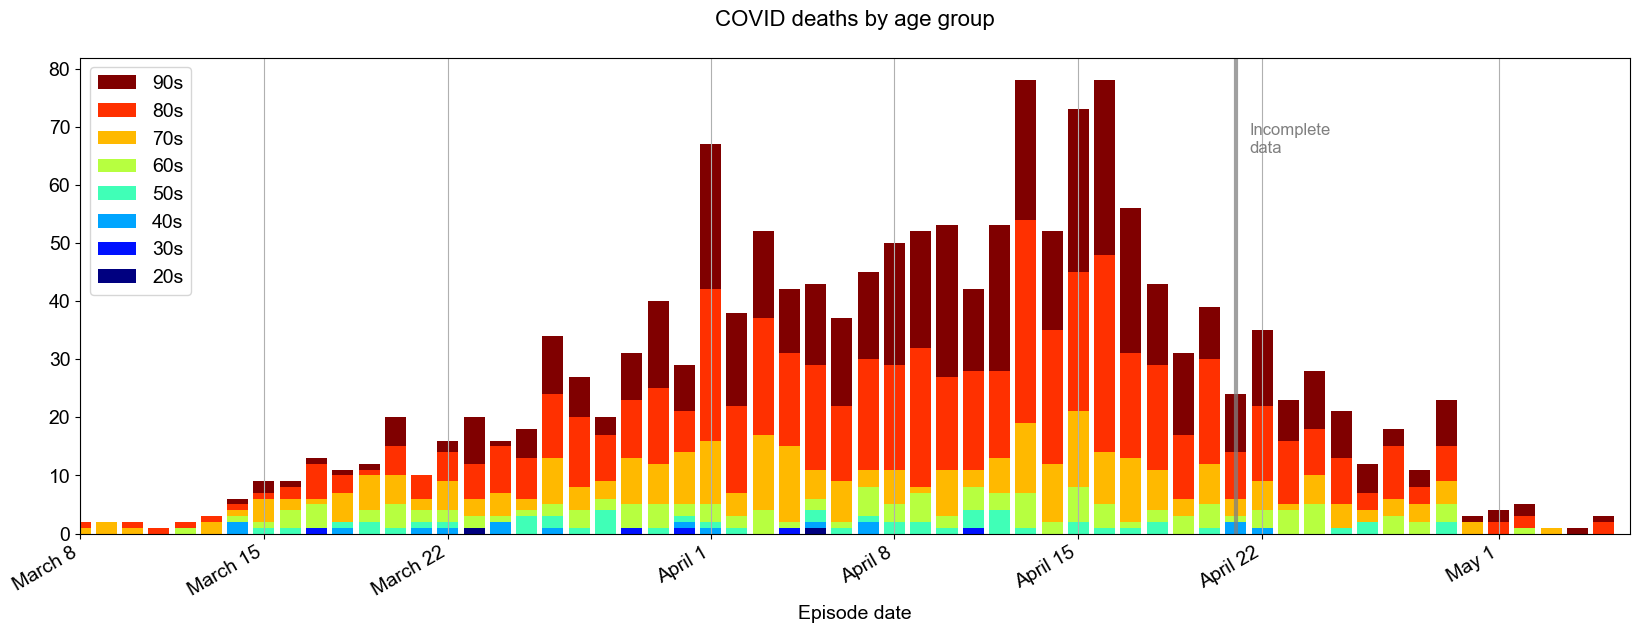 COVID deaths by age group
80
70
60
50
40
30
20
10
0
90s
80s
70s
60s
50s
40s
30s
20s
Incomplete
data
March 8
March 15
March 22
April 1
April 8
April 15
April 22
May 1
Episode date